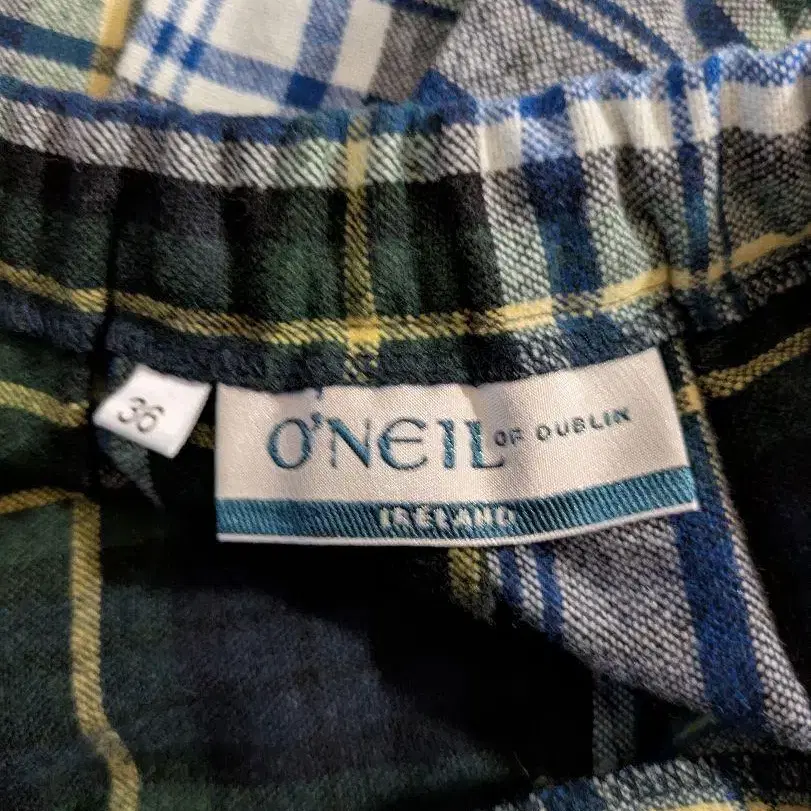 36
O'NEIL OF DUBLIN
IRELAND